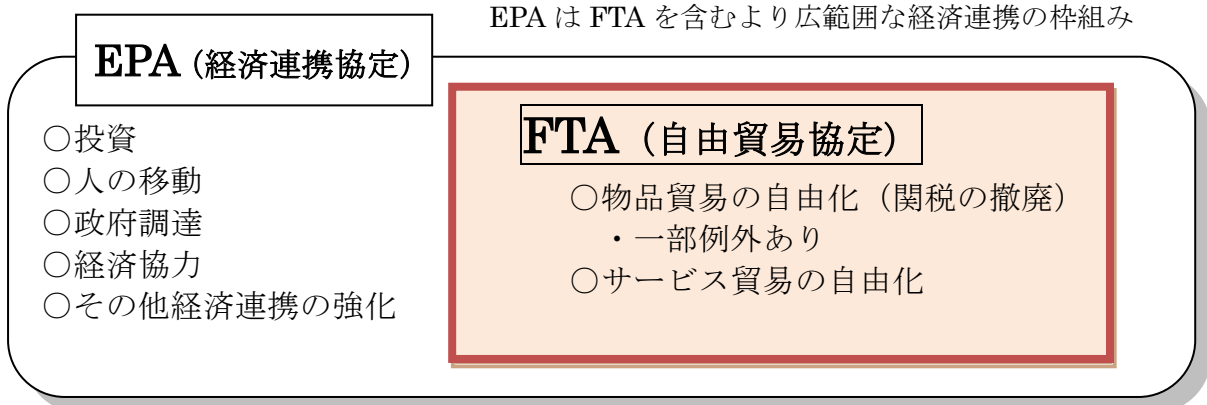 EPA は FTA を含むより広範囲な経済連携の枠組み
EPA（経済連携協定）
○投資
○人の移動
○政府調達
○経済協力
○その他経済連携の強化
FTA（自由貿易協定）
○物品貿易の自由化（関税の撤廃）
・一部例外あり
○サービス貿易の自由化